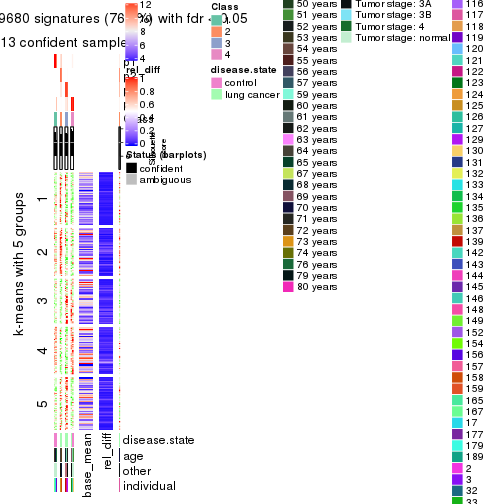 9680 signatures (76
%) with fdr < 0.05
13 confident sample
12
10
8
6
4
2
rel_diff
1
0.8
0.6
0.4
0.2
0
Status (barplots)
confident
ambiguous
Class
1
2
3
4
disease.state
control
lung cancer
50 years
51 years
52 years
53 years
54 years
55 years
56 years
57 years
59 years
60 years
61 years
62 years
63 years
64 years
65 years
67 years
68 years
69 years
70 years
71 years
72 years
73 years
74 years
76 years
79 years
80 years
Tumor stage: 3A
Tumor stage: 3B
Tumor stage: 4
Tumor stage: normal
116
117
118
119
120
121
122
123
124
125
126
127
129
130
131
132
133
134
135
136
137
139
142
143
144
145
146
148
149
152
154
156
157
158
159
165
167
17
177
179
189
2
3
32
33
k-means with 5 groups
1
2
3
4
5
base_mean
rel_diff
disease.state
age
other
individual